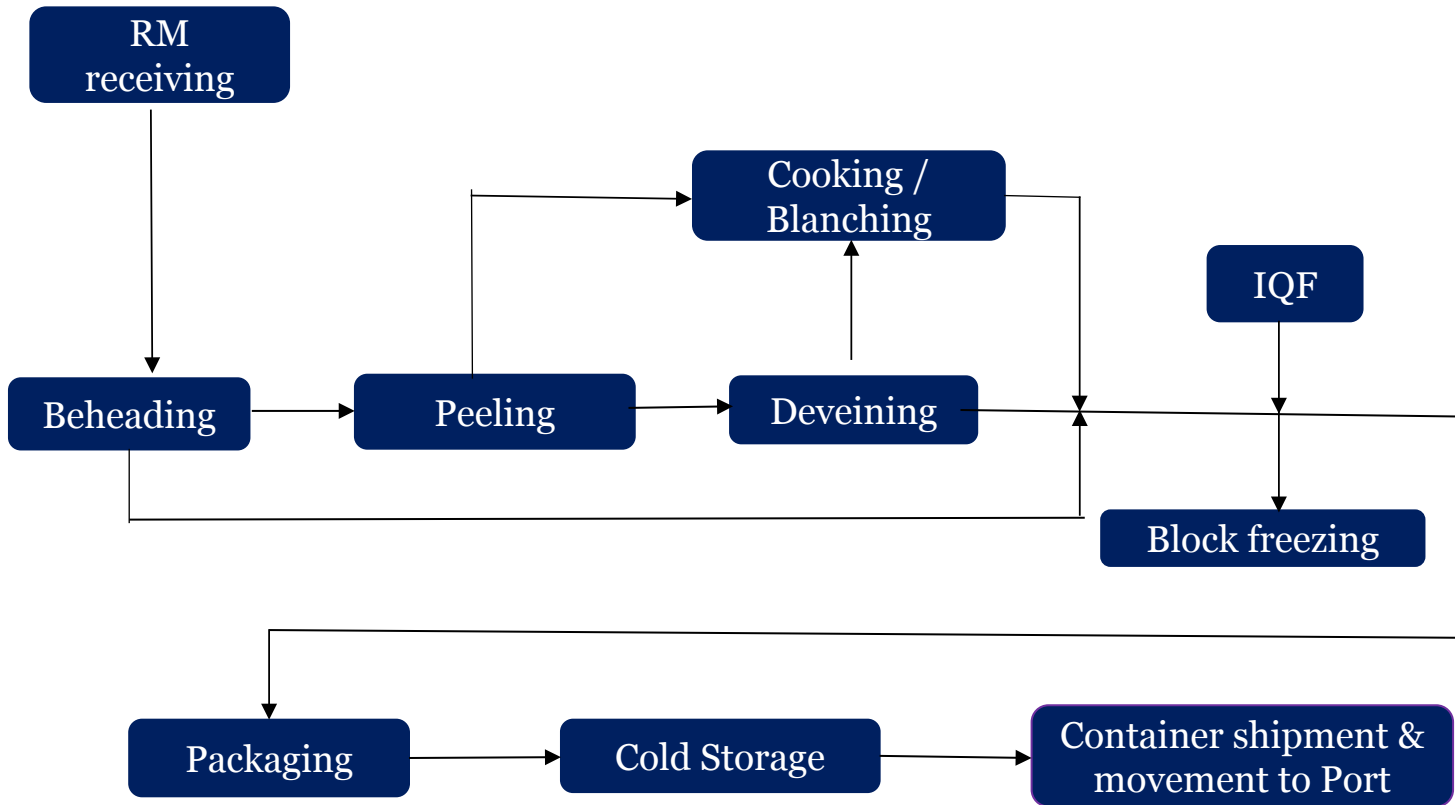 RM
receiving
Cooking /
Blanching
IQF
Beheading
Peeling
Deveining
Block freezing
Packaging
Cold Storage
Container shipment &
movement to Port